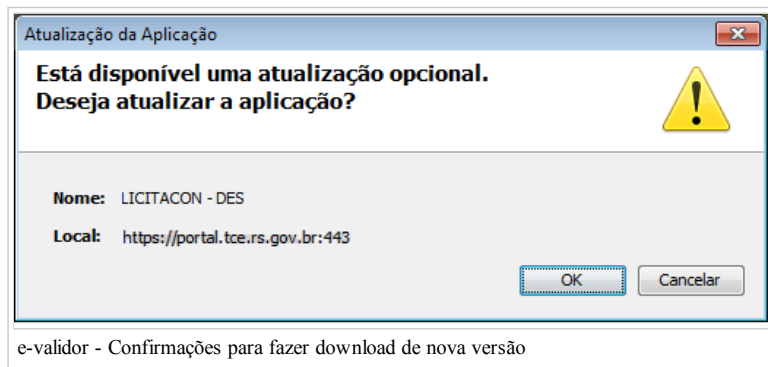 Atualização da Aplicação
Está disponível uma atualização opcional.
Deseja atualizar a aplicação?
Nome: LICITACON - DES
Local: https://portal.tce.rs.gov.br:443
OK Cancelar
e-validor - Confirmações para fazer download de nova versão